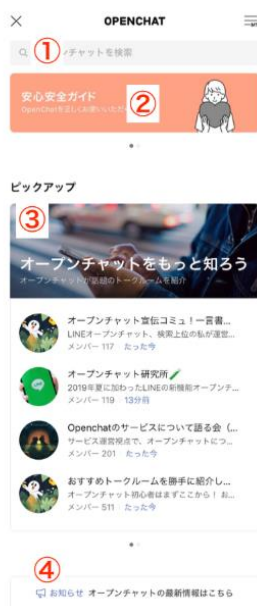 OPENCHAT
①
ンチャットを検索
安心安全ガイド
②
OpenChatを正しくお使いいただ
ピックアップ
③
オープンチャットをもっと知ろう
オープンチャットが話題のトークルームを紹介
オープンチャット宣伝コミュ！一言書...
LINEオープンチャット、検索上位の私が運営...
メンバー 117 たった今
オープンチャット研究所
2019年夏に加わったLINEの新機能オープンチ...
メンバー 119 13分前
Openchatのサービスについて語る会（...
サービス運営視点で、オープンチャットにつ...
メンバー 201 たった今
おすすめトークルームを勝手に紹介し...
オープンチャット初心者はまずここから！ お...
メンバー 511 たった今
④
お知らせ オープンチャットの最新情報はこちら